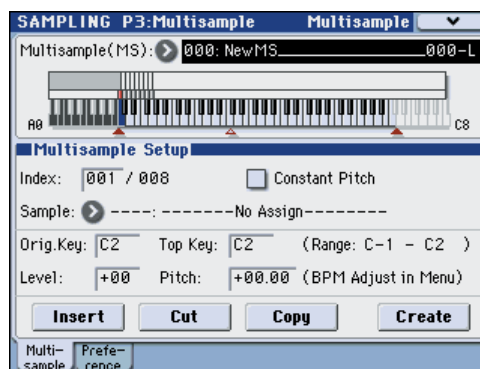 SAMPLING P3:Multisample Multisample
Multisample(MS): 000: NewMS 000-L
A0 C8
Multisample Setup
Index: 001 / 008 Constant Pitch
Sample: ----: -------No Assign--------
Orig.Key: C2 Top Key: C2 (Range: C-1 - C2 )
Level: +00 Pitch: +00.00 (BPM Adjust in Menu)
Insert Cut Copy Create
Multi-
sample
Prefe-
rence